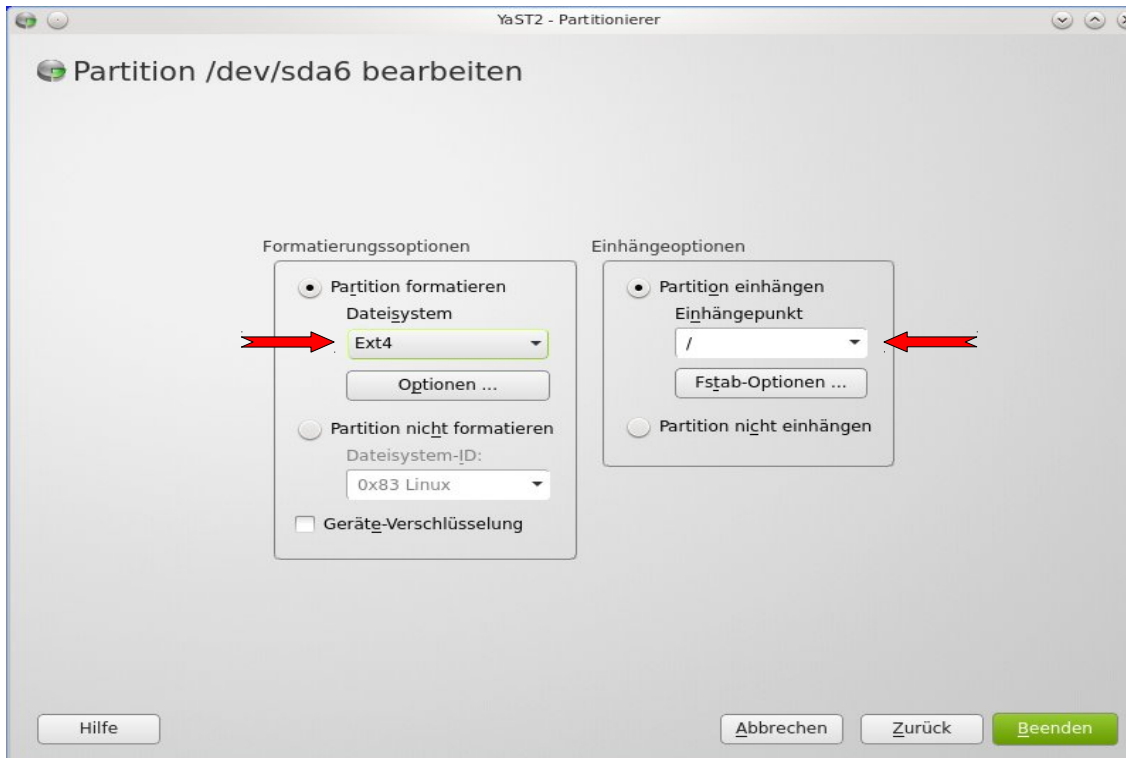 YaST2 - Partitionierer
Partition /dev/sda6 bearbeiten
Formatierungssoptionen
Partition formatieren
Dateisystem
Ext4
Optionen ...
Partition nicht formatieren
Dateisystem-ID:
0x83 Linux
Geräte-Verschlüsselung
Einhängeoptionen
Partition einhängen
Einhängepunkt
/
Fstab-Optionen ...
Partition nicht einhängen
Hilfe
Abbrechen
Zurück
Beenden